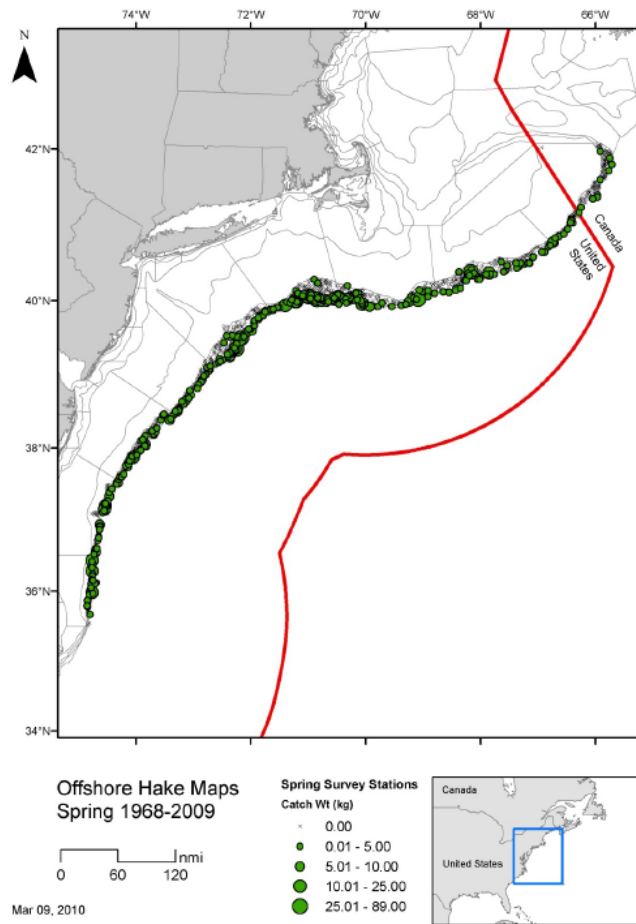 N
74°W
72°W
70°W
68°W
66°W
42°N
40°N
38°N
36°N
34°N
Canada
United
States
Offshore Hake Maps
Spring 1968-2009
nmi
0 60 120
Mar 09, 2010
Spring Survey Stations
Catch Wt (kg)
0.00
0.01 - 5.00
5.01 - 10.00
10.01 - 25.00
25.01 - 89.00
Canada
United States